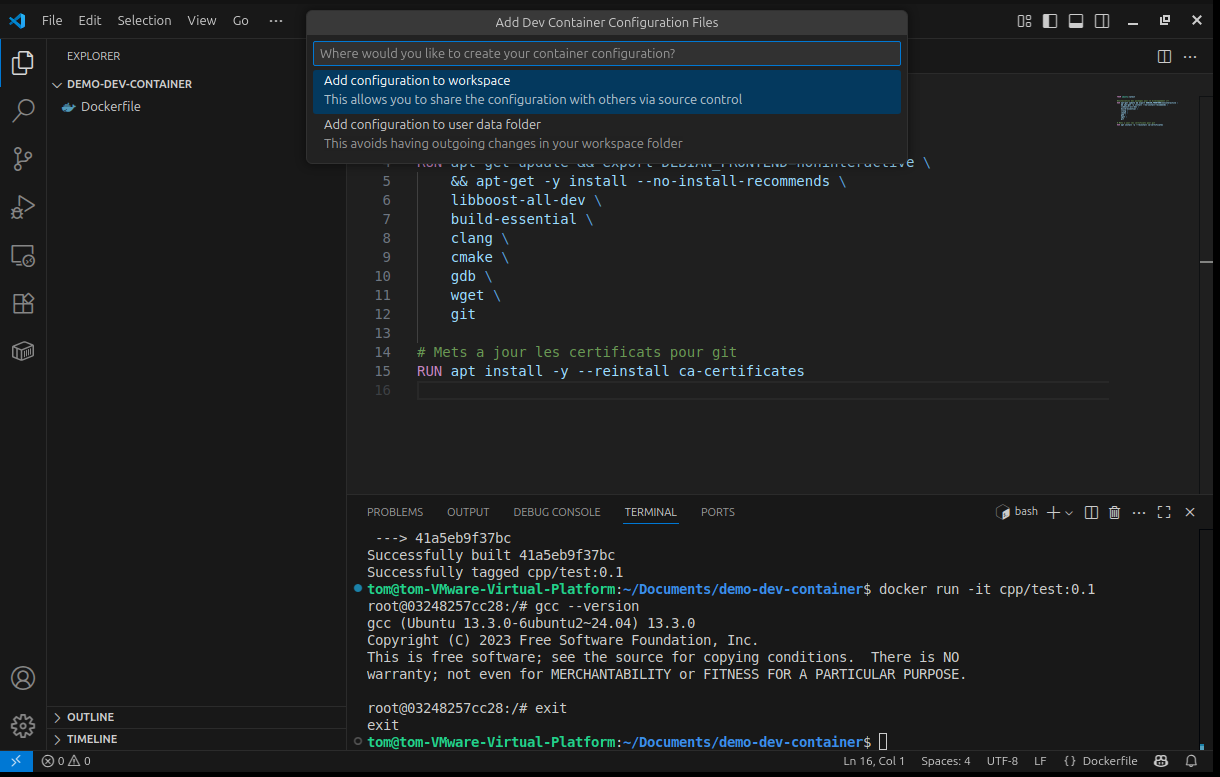 File Edit Selection View Go ···
Add Dev Container Configuration Files
Where would you like to create your container configuration?
Add configuration to workspace
This allows you to share the configuration with others via source control
Add configuration to user data folder
This avoids having outgoing changes in your workspace folder
EXPLORER
DEMO-DEV-CONTAINER
Dockerfile
OUTLINE
TIMELINE
4 RUN apt-get update && export DEBIAN_FRONTEND=noninteractive \
5 && apt-get -y install --no-install-recommends \
6 libboost-all-dev \
7 build-essential \
8 clang \
9 cmake \
10 gdb \
11 wget \
12 git
13
14 # Mets a jour les certificats pour git
15 RUN apt install -y --reinstall ca-certificates
16
PROBLEMS OUTPUT DEBUG CONSOLE TERMINAL PORTS
bash
---> 41a5eb9f37bc
Successfully built 41a5eb9f37bc
Successfully tagged cpp/test:0.1
tom@tom-VMware-Virtual-Platform:~/Documents/demo-dev-container$ docker run -it cpp/test:0.1
root@03248257cc28:/# gcc --version
gcc (Ubuntu 13.3.0-6ubuntu2~24.04) 13.3.0
Copyright (C) 2023 Free Software Foundation, Inc.
This is free software; see the source for copying conditions.  There is NO
warranty; not even for MERCHANTABILITY or FITNESS FOR A PARTICULAR PURPOSE.
root@03248257cc28:/# exit
exit
tom@tom-VMware-Virtual-Platform:~/Documents/demo-dev-container$
0 0
Ln 16, Col 1 Spaces: 4 UTF-8 LF {} Dockerfile